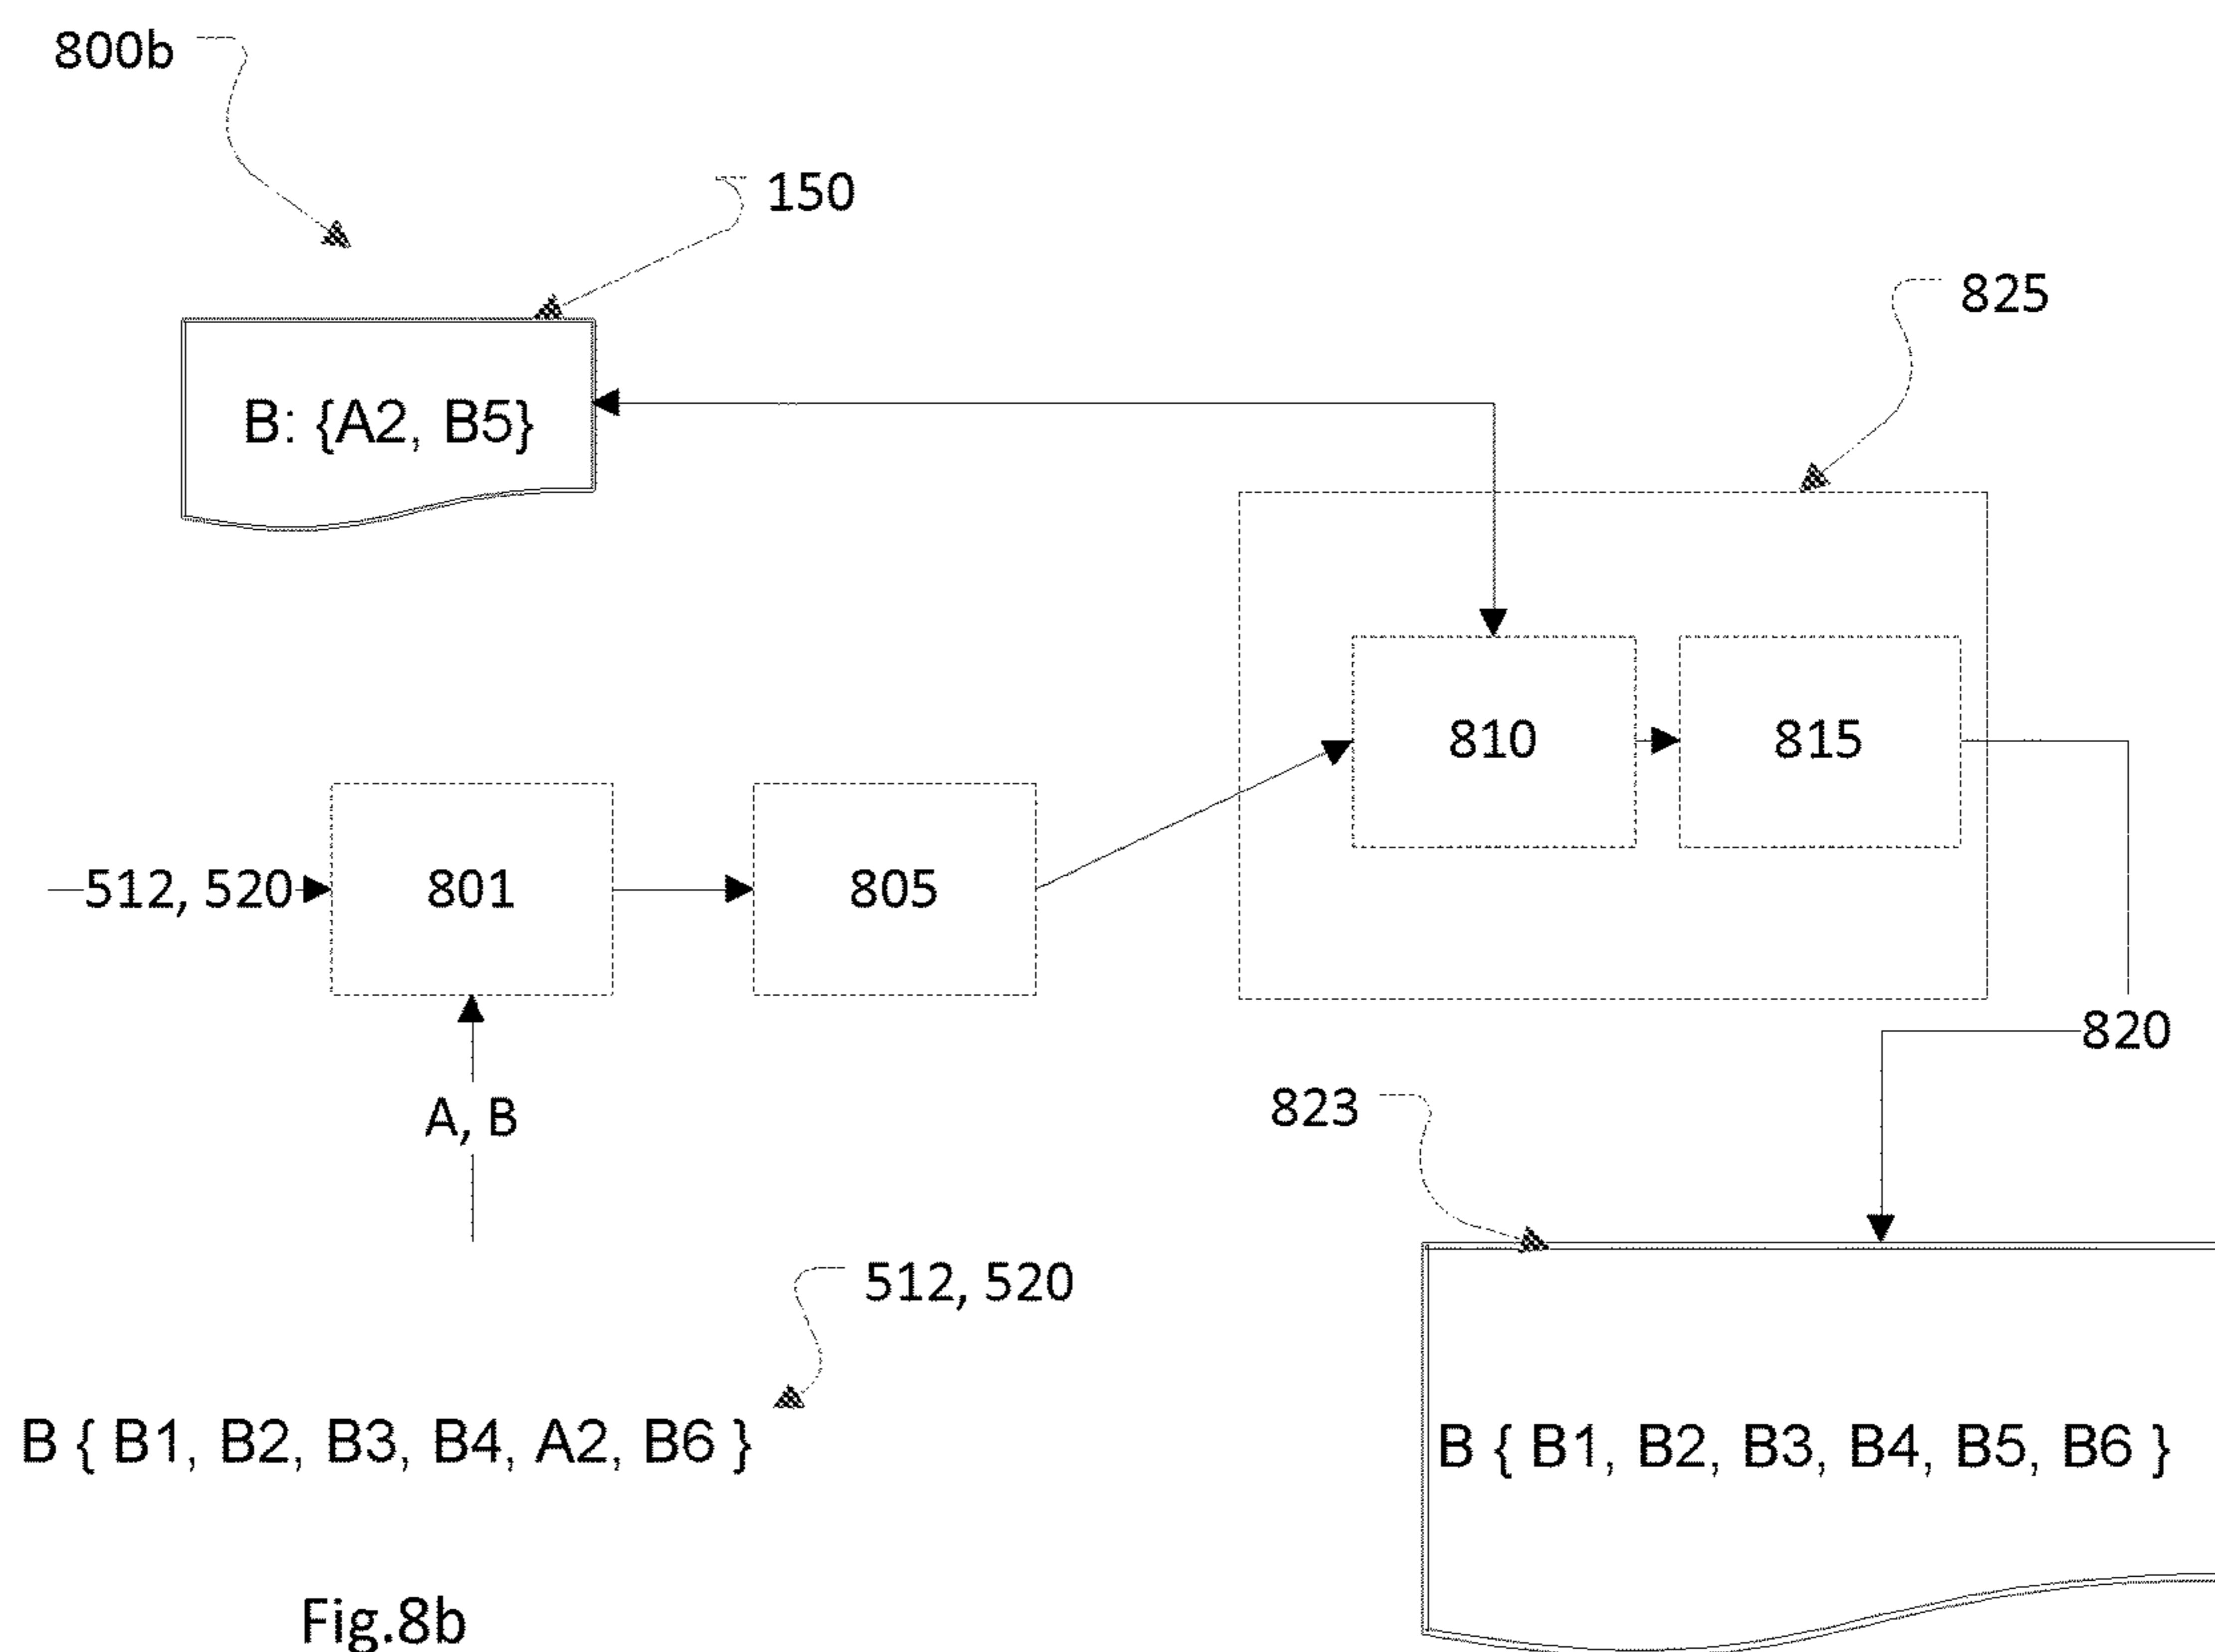 800b
150
825
B: {A2, B5}
810
815
512, 520
801
805
820
A, B
823
512, 520
B { B1, B2, B3, B4, A2, B6 }
B { B1, B2, B3, B4, B5, B6 }
Fig.8b